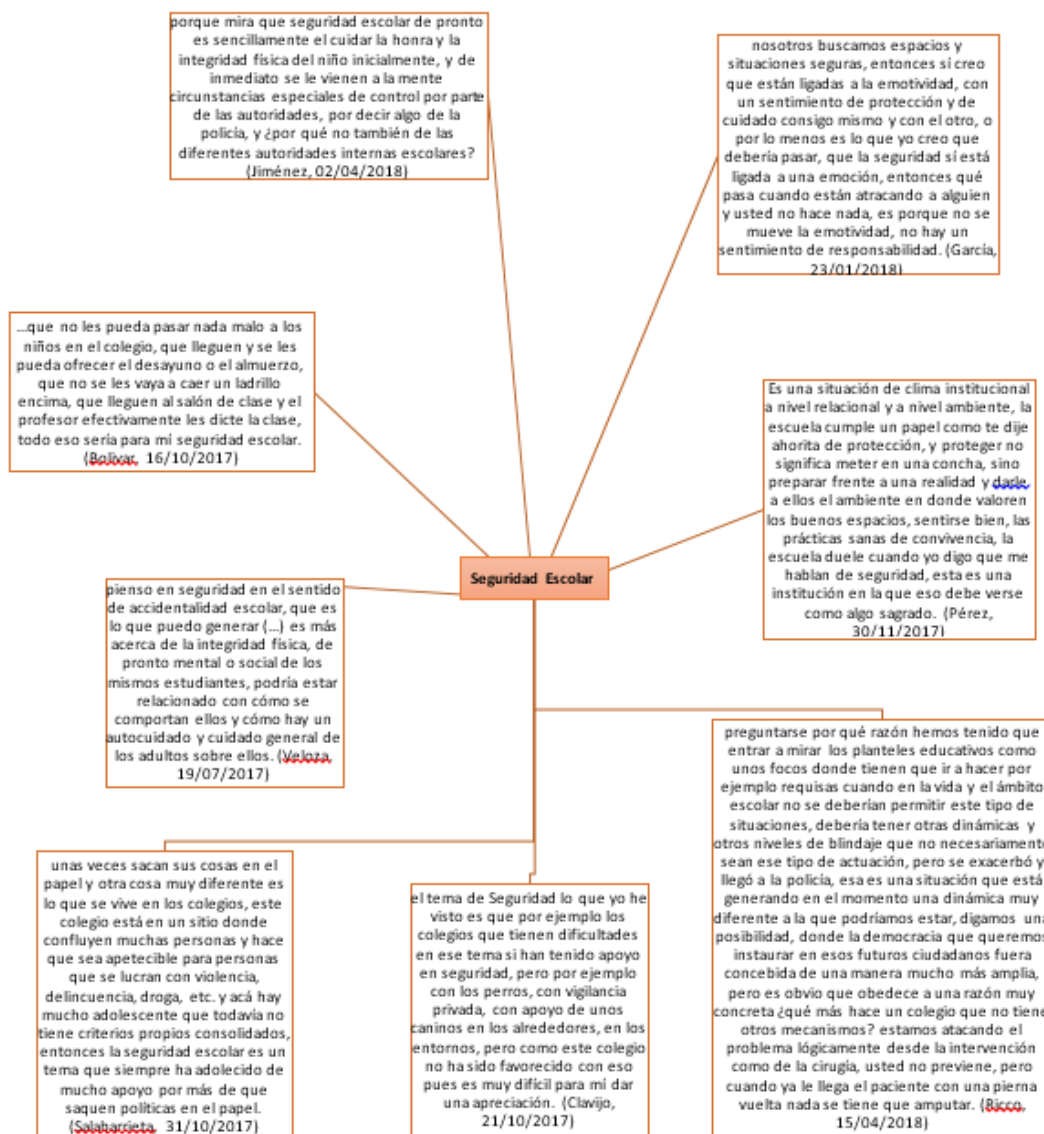 porque mira que seguridad escolar de pronto
es sencillamente el cuidar la honra y la
integridad física del niño inicialmente, y de
inmediato se le vienen a la mente
circunstancias especiales de control por parte
de las autoridades, por decir algo de la
policía, y ¿por qué no también de las
diferentes autoridades internas escolares?
(Jiménez, 02/04/2018)
nosotros buscamos espacios y
situaciones seguras, entonces sí creo
que están ligadas a la emotividad, con
un sentimiento de protección y de
cuidado consigo mismo y con el otro, o
por lo menos es lo que yo creo que
debería pasar, que la seguridad sí está
ligada a una emoción, entonces qué
pasa cuando están atracando a alguien
y usted no hace nada, es porque no se
mueve la emotividad, no hay un
sentimiento de responsabilidad. (García,
23/01/2018)
...que no les pueda pasar nada malo a los
niños en el colegio, que lleguen y se les
pueda ofrecer el desayuno o el almuerzo,
que no se les vaya a caer un ladrillo
encima, que lleguen al salón de clase y el
profesor efectivamente les dicte la clase,
todo eso sería para mí seguridad escolar.
(Bolívar, 16/10/2017)
Es una situación de clima institucional
a nivel relacional y a nivel ambiente, la
escuela cumple un papel como te dije
ahorita de protección, y proteger no
significa meter en una concha, sino
preparar frente a una realidad y darle
a ellos el ambiente en donde valoren
los buenos espacios, sentirse bien, las
prácticas sanas de convivencia, la
escuela duele cuando yo digo que me
hablan de seguridad, esta es una
institución en la que eso debe verse
como algo sagrado. (Pérez,
30/11/2017)
Seguridad Escolar
pienso en seguridad en el sentido
de accidentalidad escolar, que es
lo que puedo generar (...) es más
acerca de la integridad física, de
pronto mental o social de los
mismos estudiantes, podría estar
relacionado con cómo se
comportan ellos y cómo hay un
autocuidado y cuidado general de
los adultos sobre ellos. (Veloza,
19/07/2017)
unas veces sacan sus cosas en el
papel y otra cosa muy diferente es
lo que se vive en los colegios, este
colegio está en un sitio donde
confluyen muchas personas y hace
que sea apetecible para personas
que se lucran con violencia,
delincuencia, droga, etc. y acá hay
mucho adolescente que todavía no
tiene criterios propios consolidados,
entonces la seguridad escolar es un
tema que siempre ha adolecido de
mucho apoyo por más de que
saquen políticas en el papel.
(Salabarrieta, 31/10/2017)
el tema de Seguridad lo que yo he
visto es que por ejemplo los
colegios que tienen dificultades
en ese tema si han tenido apoyo
en seguridad, pero por ejemplo
con los perros, con vigilancia
privada, con apoyo de unos
caninos en los alrededores, en los
entornos, pero como este colegio
no ha sido favorecido con eso
pues es muy difícil para mí dar
una apreciación. (Clavijo,
21/10/2017)
preguntarse por qué razón hemos tenido que
entrar a mirar los planteles educativos como
unos focos donde tienen que ir a hacer por
ejemplo requisas cuando en la vida y el ámbito
escolar no se deberían permitir este tipo de
situaciones, debería tener otras dinámicas y
otros niveles de blindaje que no necesariamente
sean ese tipo de actuación, pero se exacerbó y
llegó a la policía, esa es una situación que está
generando en el momento una dinámica muy
diferente a la que podríamos estar, digamos una
posibilidad, donde la democracia que queremos
instaurar en esos futuros ciudadanos fuera
concebida de una manera mucho más amplia,
pero es obvio que obedece a una razón muy
concreta ¿qué más hace un colegio que no tiene
otros mecanismos? estamos atacando el
problema lógicamente desde la intervención
como de la cirugía, usted no previene, pero
cuando ya le llega el paciente con una pierna
vuelta nada se tiene que amputar. (Ricco,
15/04/2018)